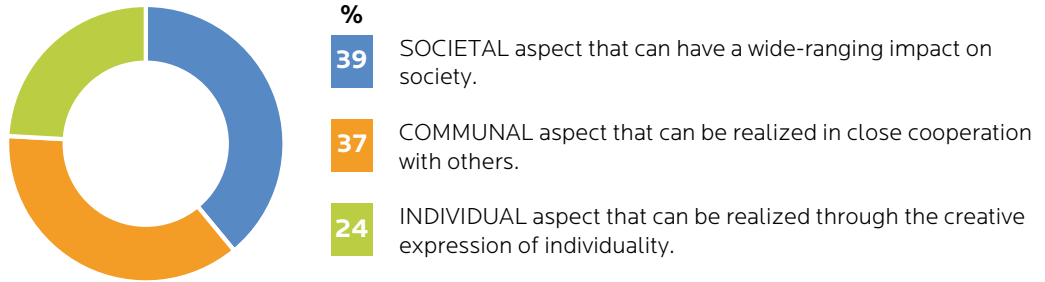 %
39 SOCIETAL aspect that can have a wide-ranging impact on
society.
37 COMMUNAL aspect that can be realized in close cooperation
with others.
24 INDIVIDUAL aspect that can be realized through the creative
expression of individuality.